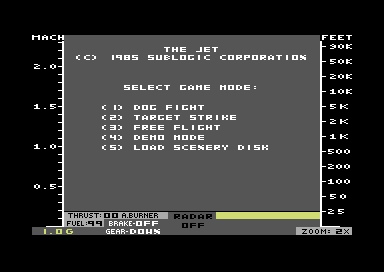 MACH FEET
THE JET
(C) 1985 SUBLOGIC CORPORATION
SELECT GAME MODE:
(1) DOG FIGHT
(2) TARGET STRIKE
(3) FREE FLIGHT
(4) DEMO MODE
(5) LOAD SCENERY DISK
2.0
1.5
1.0
0.5
90K
50K
20K
10K
5K
2K
1K
500
200
100
50
25
THRUST:00 A.BURNER RADAR
FUEL:99 BRAKE-OFF OFF
1.0G GEAR-DOWN ZOOM: 2X